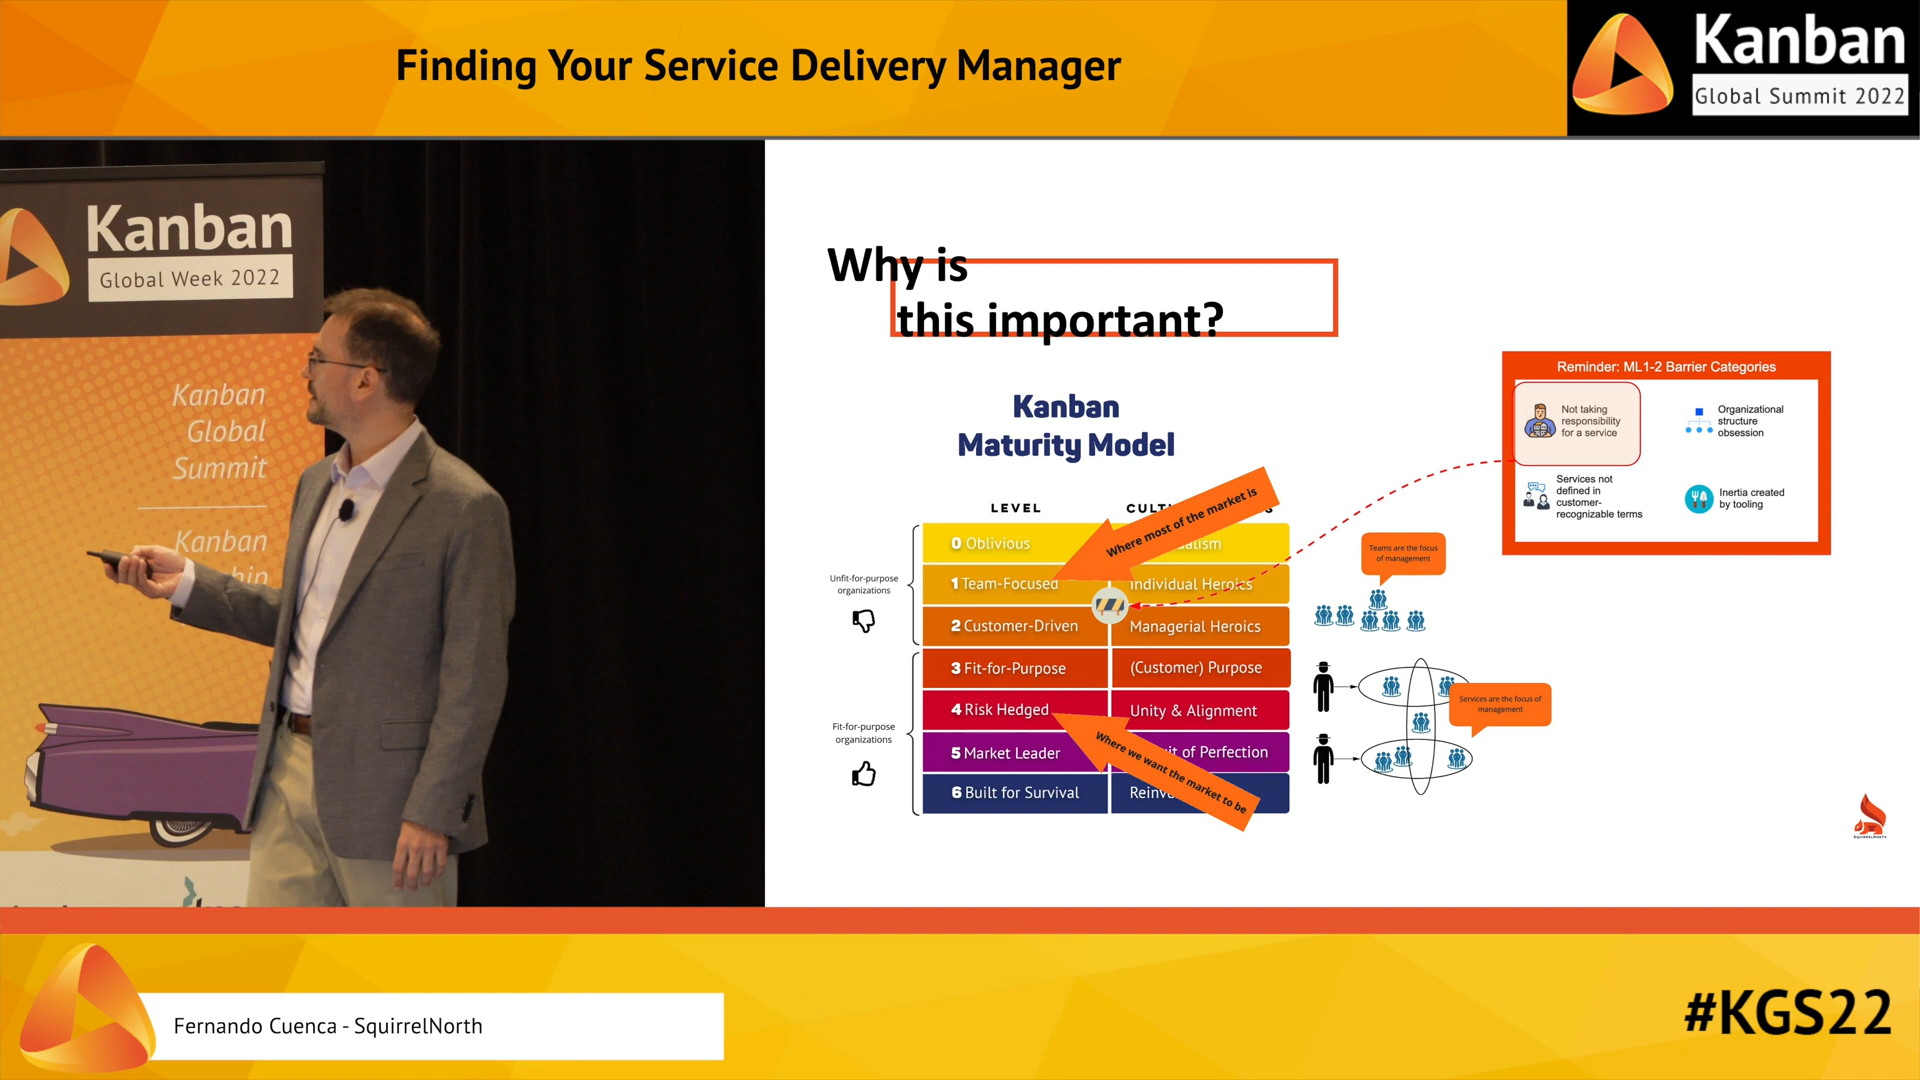 Finding Your Service Delivery Manager
Kanban
Global Summit 2022
Kanban
Global Week 2022
Kanban
Global
Summit
Kanban
Why is
this important?
Kanban
Maturity Model
LEVEL
0 Oblivious
1 Team-Focused
Individual Heroics
2 Customer-Driven
Managerial Heroics
3 Fit-for-Purpose
(Customer) Purpose
4 Risk Hedged
Unity & Alignment
5 Market Leader
of Perfection
6 Built for Survival
Where most of the market is
Where we want the market to be
Unfit-for-purpose
organizations
Fit-for-purpose
organizations
Reminder: ML1-2 Barrier Categories
Not taking
responsibility
for a service
Organizational
structure
obsession
Services not
defined in
customer-
recognizable terms
Inertia created
by tooling
Teams are the focus
of management
Services are the focus of
management
SQUIRRELNORTH
Fernando Cuenca - SquirrelNorth
#KGS22